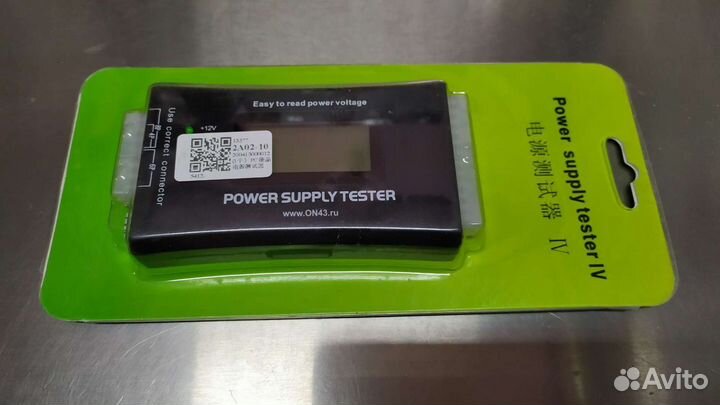 Easy to read power voltage
+12V
2A02-10
POWER SUPPLY TESTER
www.ON43.ru
Use correct connector
Power supply tester IV
电源测试器 IV
Avito